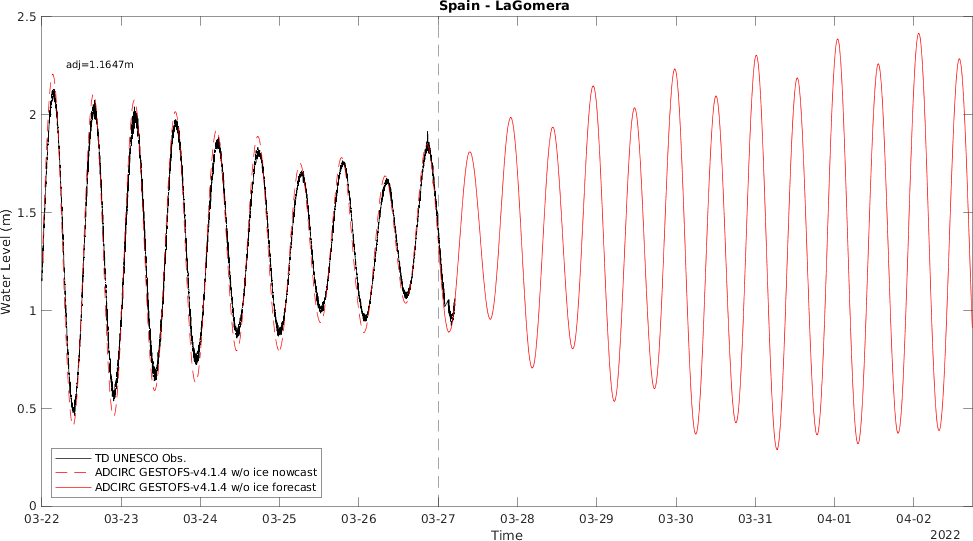 Spain - LaGomera
adj=1.1647m
Water Level (m)
2.5
2
1.5
1
0.5
0
TD UNESCO Obs.
ADCIRC GESTOFS-v4.1.4 w/o ice nowcast
ADCIRC GESTOFS-v4.1.4 w/o ice forecast
03-22 03-23 03-24 03-25 03-26 03-27 03-28 03-29 03-30 03-31 04-01 04-02
Time
2022